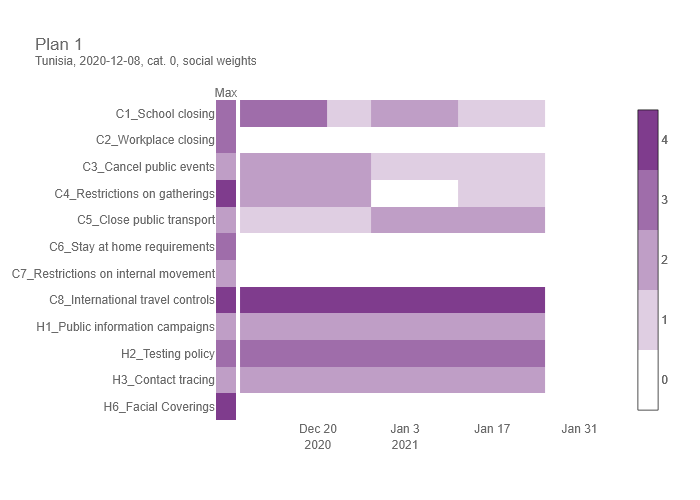 Plan 1
Tunisia, 2020-12-08, cat. 0, social weights
Max
C1_School closing
C2_Workplace closing
C3_Cancel public events
C4_Restrictions on gatherings
C5_Close public transport
C6_Stay at home requirements
C7_Restrictions on internal movement
C8_International travel controls
H1_Public information campaigns
H2_Testing policy
H3_Contact tracing
H6_Facial Coverings
Dec 20 Jan 3 Jan 17 Jan 31
2020 2021
4
3
2
1
0